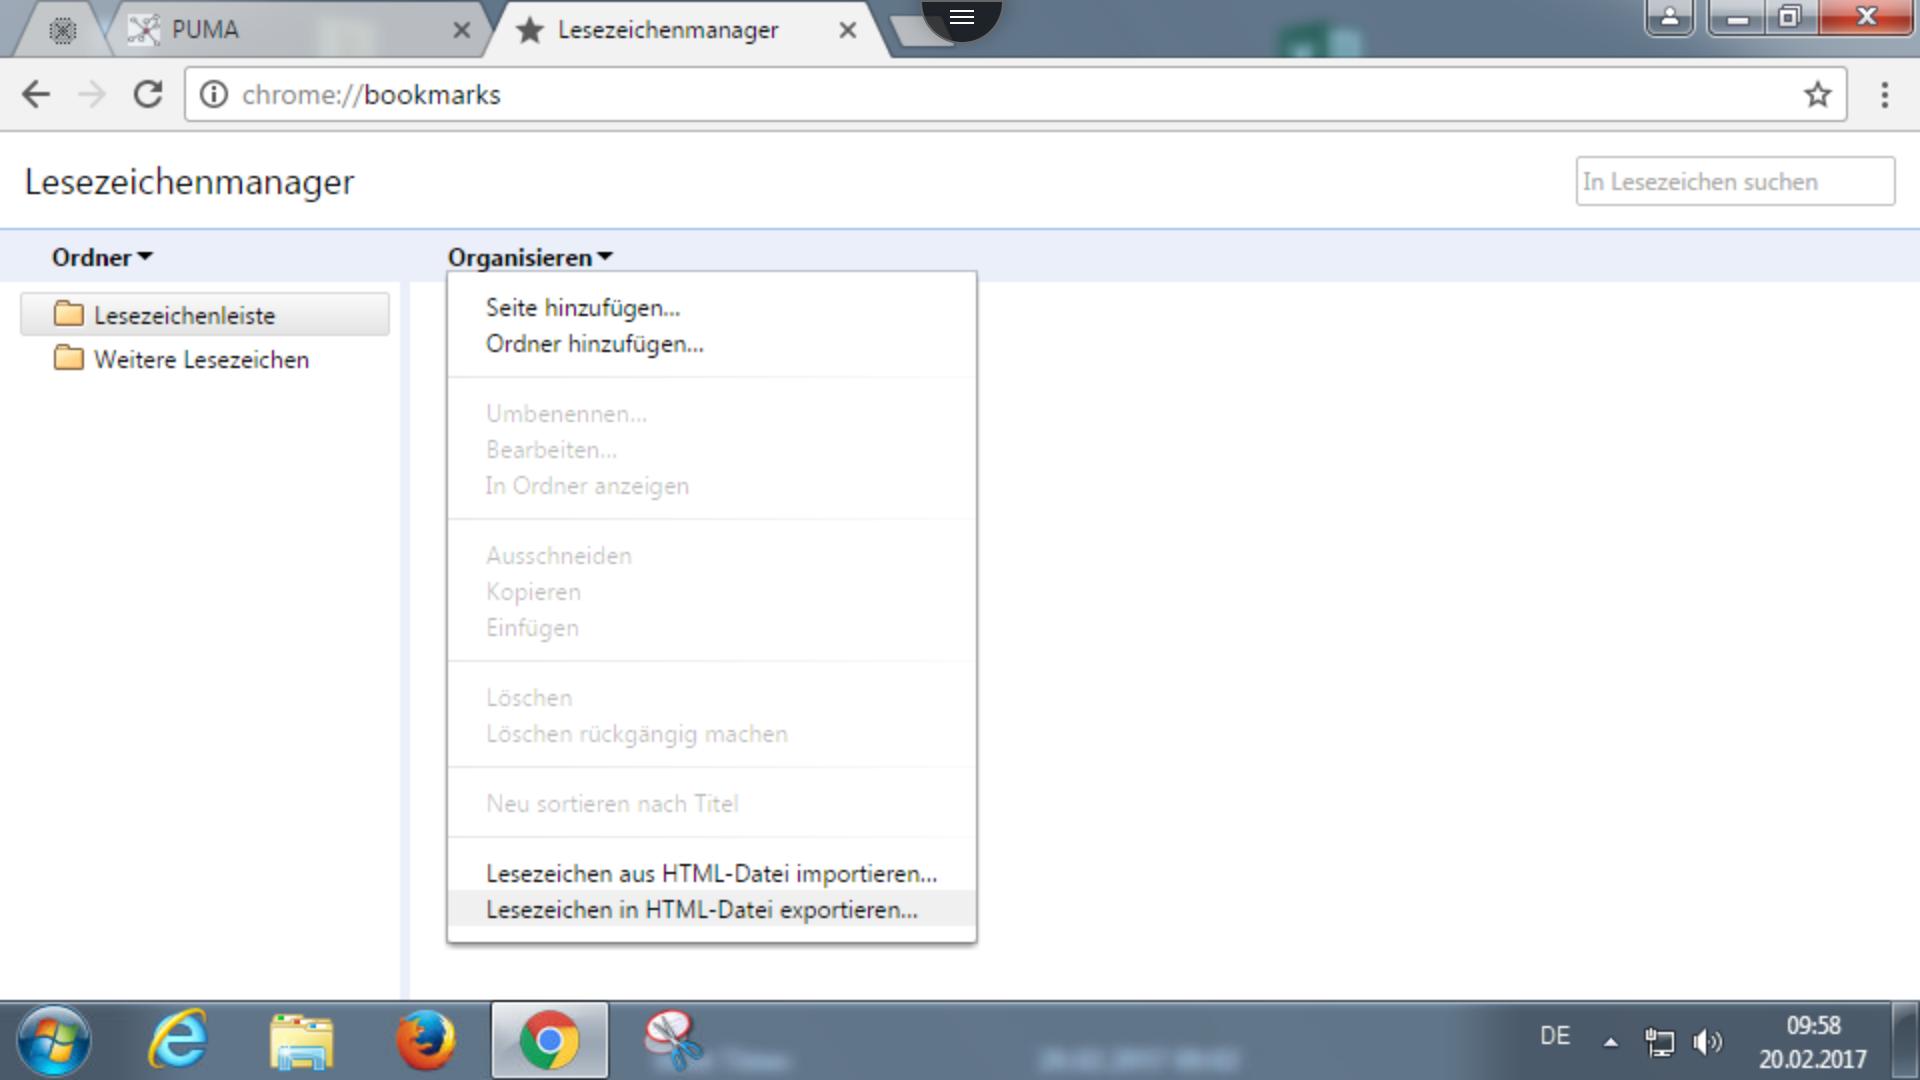 PUMA
Lesezeichenmanager
chrome://bookmarks
Lesezeichenmanager
In Lesezeichen suchen
Ordner
Organisieren
Lesezeichenleiste
Weitere Lesezeichen
Seite hinzufügen...
Ordner hinzufügen...
Umbenennen...
Bearbeiten...
In Ordner anzeigen
Ausschneiden
Kopieren
Einfügen
Löschen
Löschen rückgängig machen
Neu sortieren nach Titel
Lesezeichen aus HTML-Datei importieren...
Lesezeichen in HTML-Datei exportieren...
DE
09:58
20.02.2017